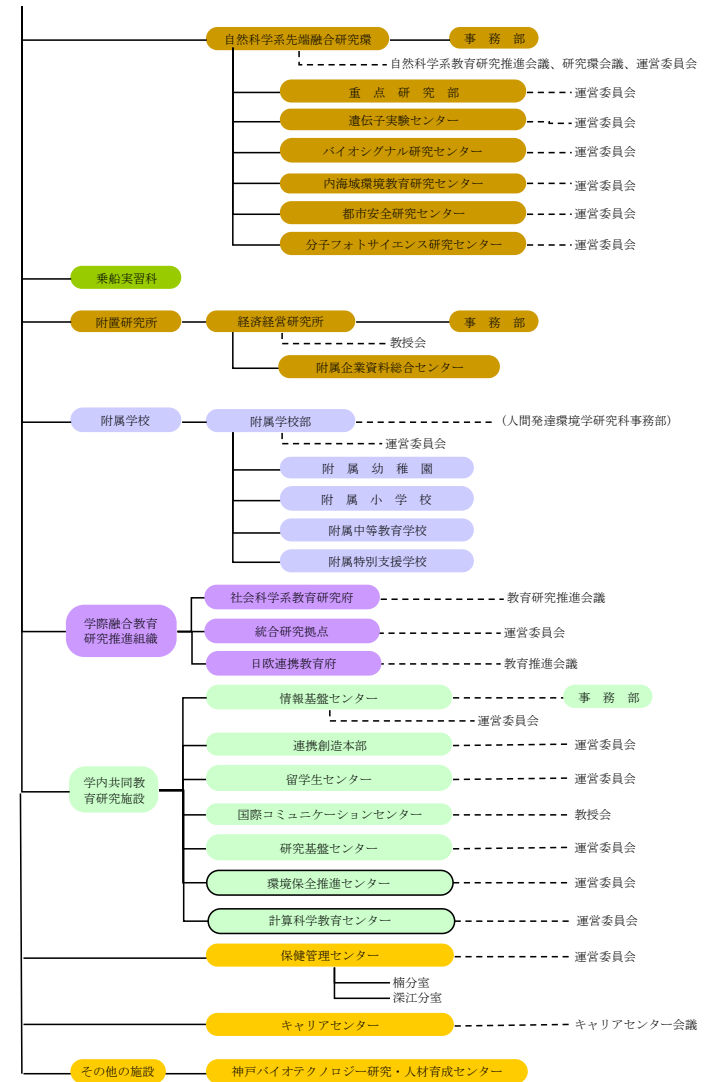 自然科学系先端融合研究環
事 務 部
自然科学系教育研究推進会議、研究環会議、運営委員会
重 点 研 究 部
運営委員会
遺伝子実験センター
運営委員会
バイオシグナル研究センター
運営委員会
内海域環境教育研究センター
運営委員会
都市安全研究センター
運営委員会
分子フォトサイエンス研究センター
運営委員会
乗船実習科
附置研究所
経済経営研究所
事 務 部
教授会
附属企業資料総合センター
附属学校
附属学校部
（人間発達環境学研究科事務部）
運営委員会
附 属 幼 稚 園
附 属 小 学 校
附属中等教育学校
附属特別支援学校
学際融合教育
研究推進組織
社会科学系教育研究府
教育研究推進会議
統合研究拠点
運営委員会
日欧連携教育府
教育推進会議
学内共同教
育研究施設
情報基盤センター
事 務 部
運営委員会
連携創造本部
運営委員会
留学生センター
運営委員会
国際コミュニケーションセンター
教授会
研究基盤センター
運営委員会
環境保全推進センター
運営委員会
計算科学教育センター
運営委員会
保健管理センター
運営委員会
楠分室
深江分室
キャリアセンター
キャリアセンター会議
その他の施設
神戸バイオテクノロジー研究・人材育成センター